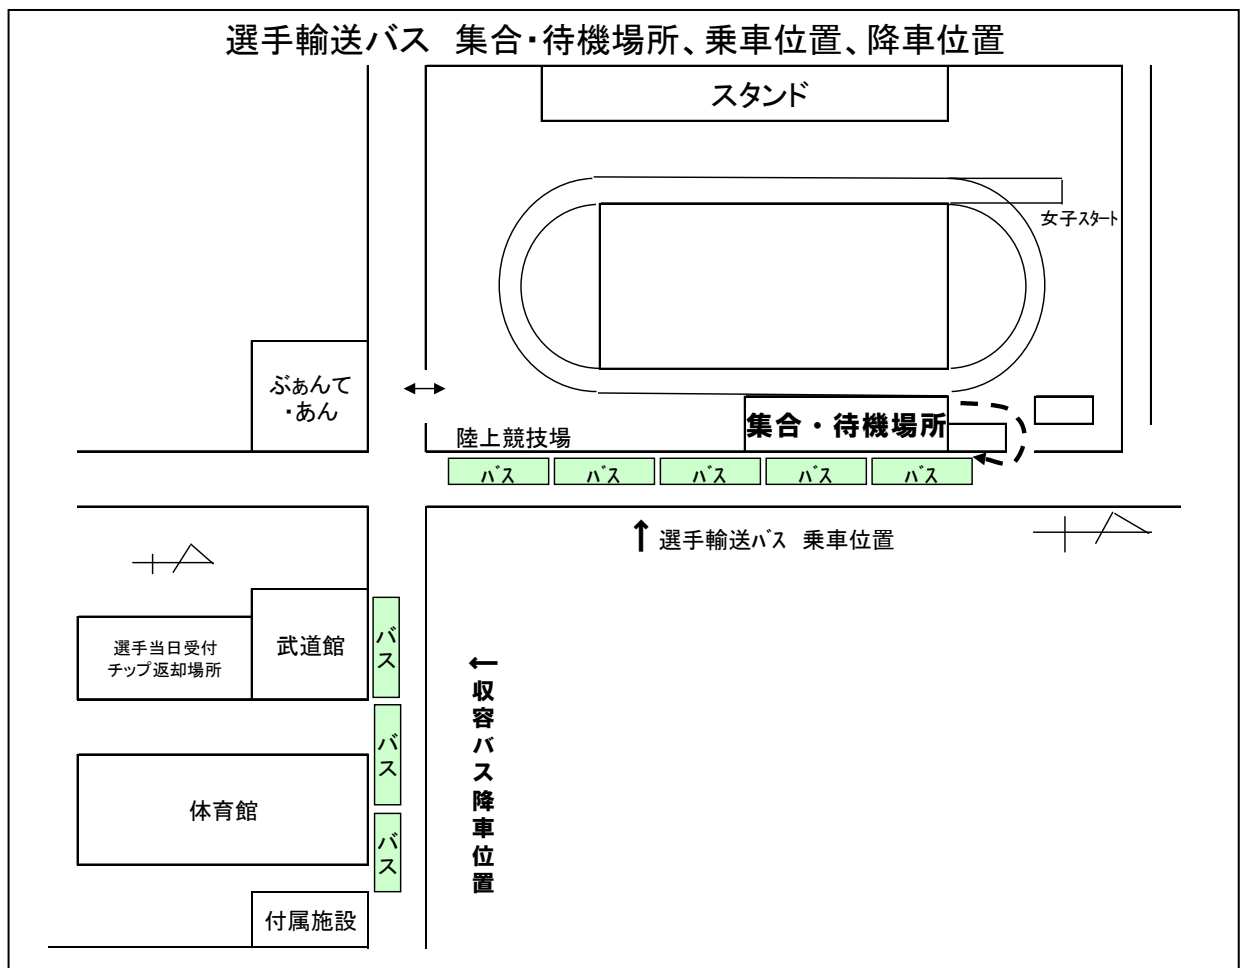 選手輸送バス 集合・待機場所、乗車位置、降車位置
スタンド
女子ｽﾀｰﾄ
ぶぁんて
・あん
集合・待機場所
陸上競技場
ﾊﾞｽ
ﾊﾞｽ
ﾊﾞｽ
ﾊﾞｽ
ﾊﾞｽ
↑選手輸送ﾊﾞｽ 乗車位置
選手当日受付
チップ返却場所
武道館
バス
←収容バス降車位置
バス
体育館
バス
付属施設